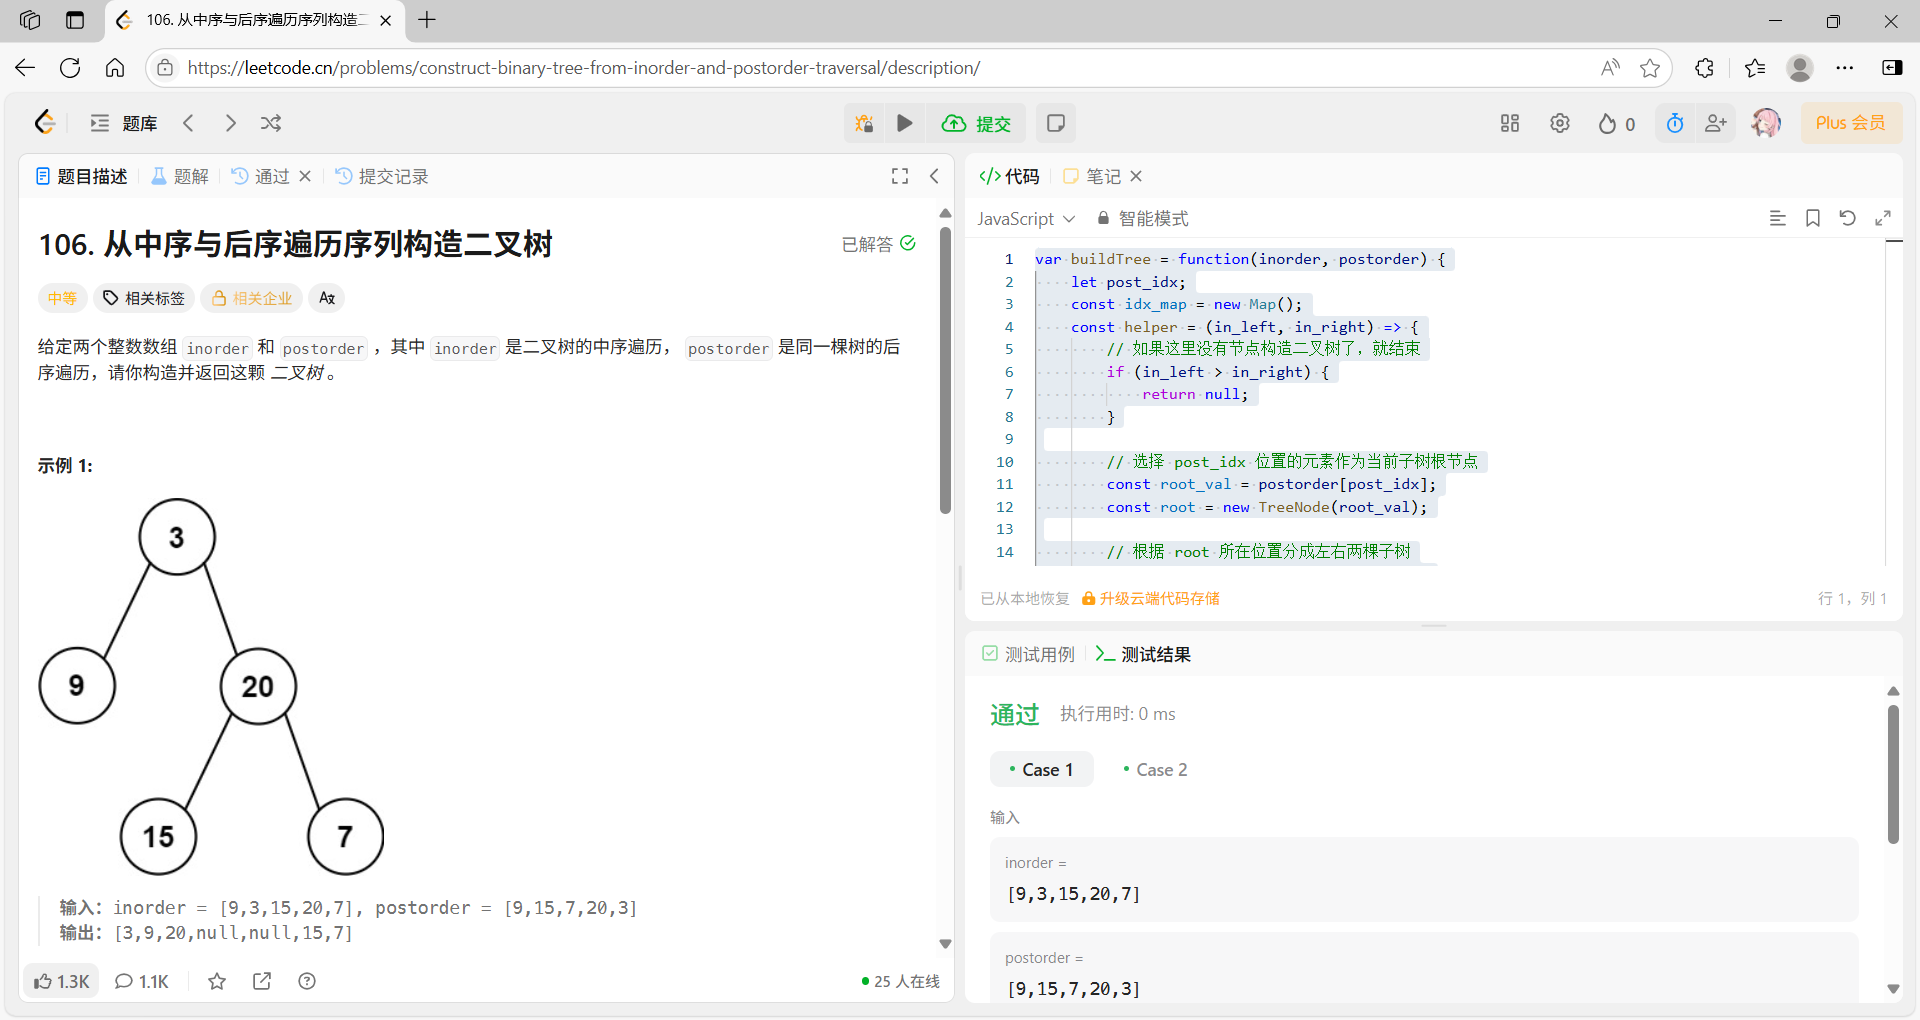 106. 从中序与后序遍历序列构造二
https://leetcode.cn/problems/construct-binary-tree-from-inorder-and-postorder-traversal/description/
题库
提交
0
Plus 会员
题目描述
题解
通过
提交记录
106. 从中序与后序遍历序列构造二叉树
已解答
中等
相关标签
相关企业
给定两个整数数组 inorder 和 postorder ，其中 inorder 是二叉树的中序遍历， postorder 是同一棵树的后
序遍历，请你构造并返回这颗 二叉树 。
示例 1:
3
9
20
15
7
输入：inorder = [9,3,15,20,7], postorder = [9,15,7,20,3]
输出：[3,9,20,null,null,15,7]
1.3K
1.1K
25 人在线
</> 代码
笔记
JavaScript
智能模式
1 var buildTree = function(inorder, postorder) {
2 let post_idx;
3 const idx_map = new Map();
4 const helper = (in_left, in_right) => {
5 // 如果这里没有节点构造二叉树了，就结束
6 if (in_left > in_right) {
7 return null;
8 }
9
10 // 选择 post_idx 位置的元素作为当前子树根节点
11 const root_val = postorder[post_idx];
12 const root = new TreeNode(root_val);
13
14 // 根据 root 所在位置分成左右两棵子树
已从本地恢复
升级云端代码存储
行 1，列 1
测试用例
测试结果
通过
执行用时: 0 ms
Case 1
Case 2
输入
inorder =
[9,3,15,20,7]
postorder =
[9,15,7,20,3]